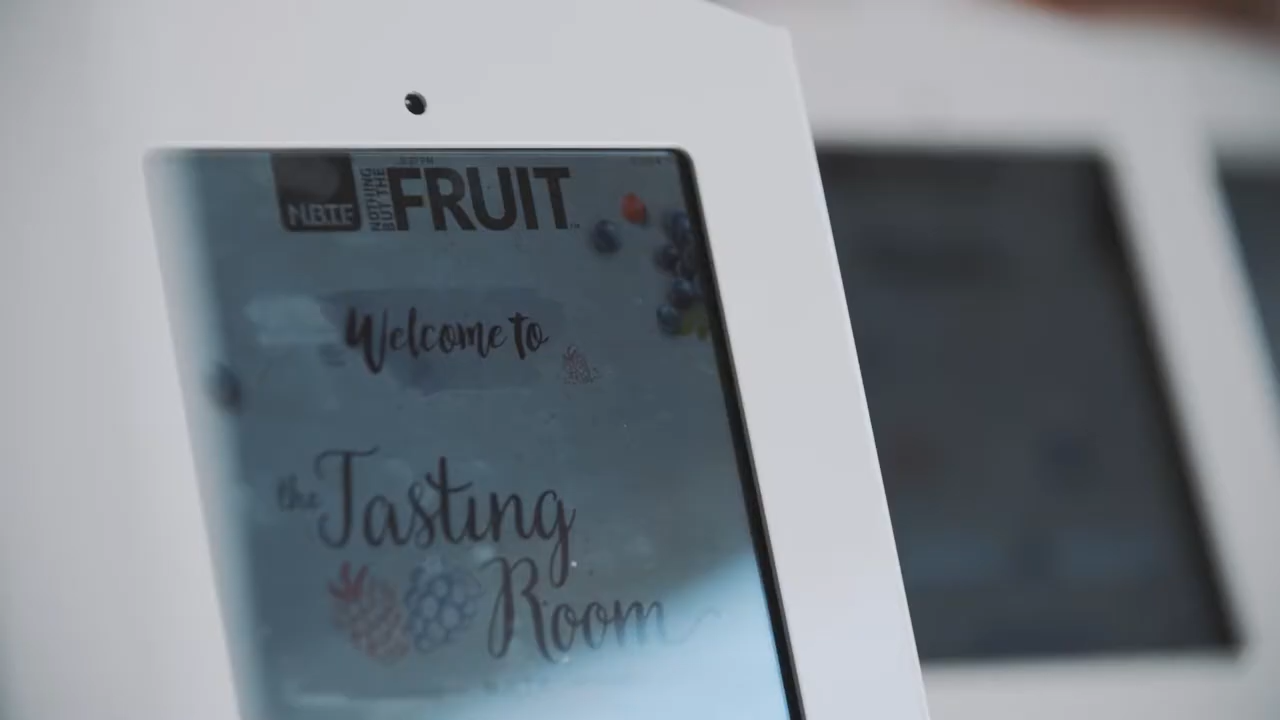 NBTF
NOTHING
BUT THE
FRUIT
Welcome to
the Tasting
Room